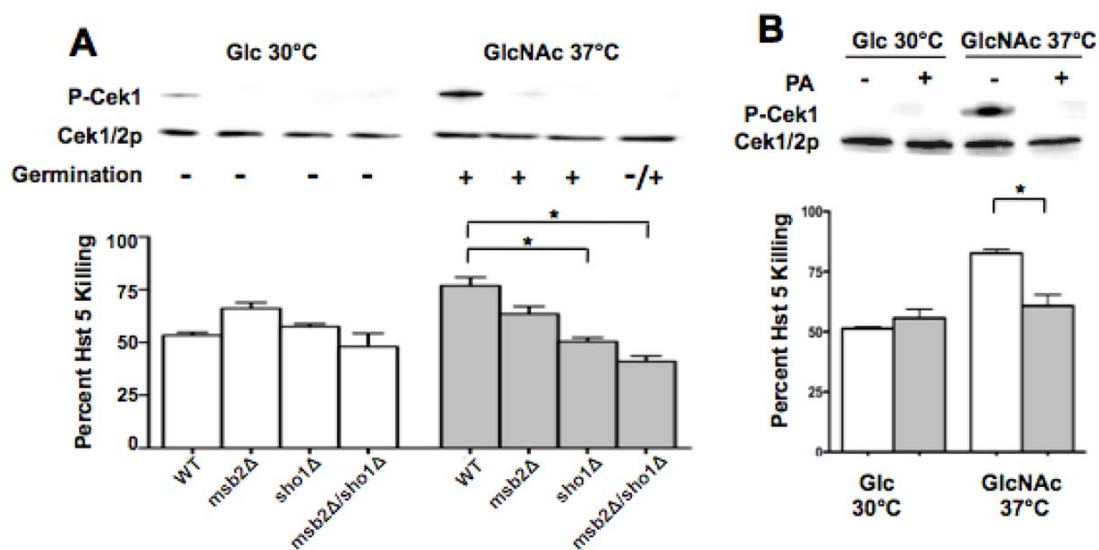 A
Glc 30°C
GlcNAc 37°C
P-Cek1
Cek1/2p
Germination - - - - + + + -/+
* 
*
Percent Hst 5 Killing
100
75
50
25
0
WT
msb2Δ
sho1Δ
msb2Δ/sho1Δ
WT
msb2Δ
sho1Δ
msb2Δ/sho1Δ
B
Glc 30°C GlcNAc 37°C
PA - + - +
P-Cek1
Cek1/2p
*
Percent Hst 5 Killing
100
75
50
25
0
Glc
30°C
GlcNAc
37°C